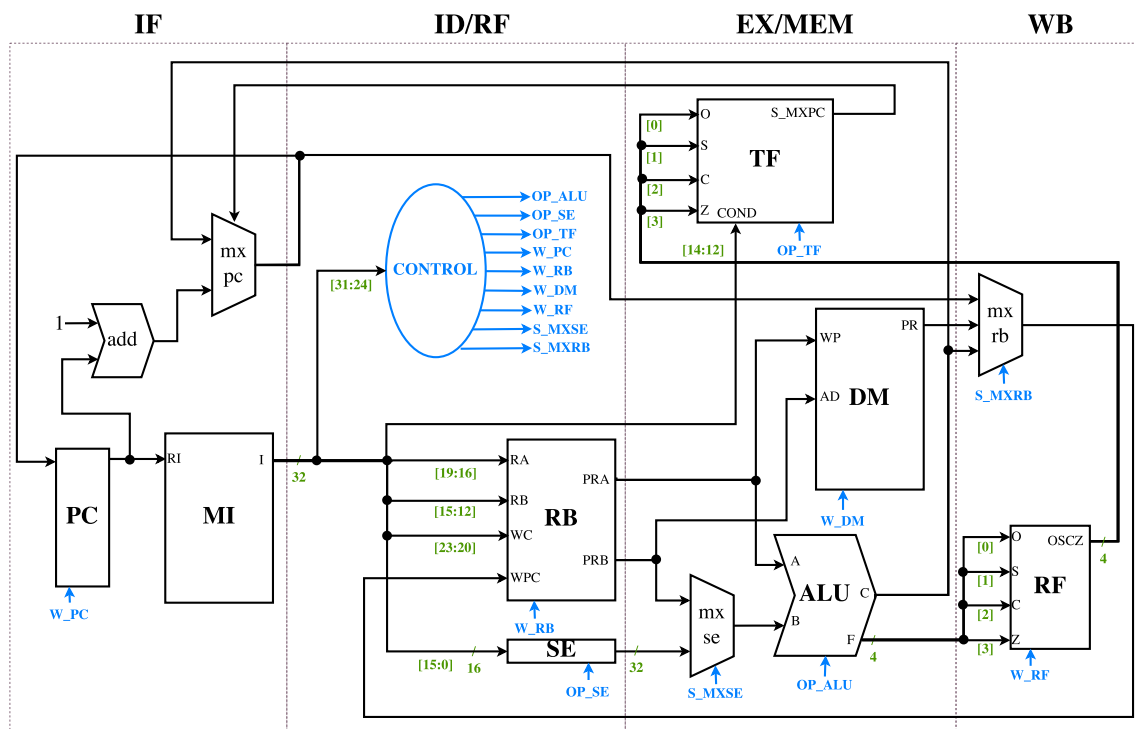 IF
ID/RF
EX/MEM
WB
mx
pc
1
add
PC
W_PC
RI
MI
I
32
[31:24]
CONTROL
OP_ALU
OP_SE
OP_TF
W_PC
W_RB
W_DM
W_RF
S_MXSE
S_MXRB
[19:16]
[15:12]
[23:20]
RA
RB
WC
WPC
RB
PRA
PRB
W_RB
[15:0]
16
SE
32
OP_SE
[0]
[1]
[2]
[3]
O
S
C
Z
S_MXPC
TF
COND
[14:12]
OP_TF
WP
AD
PR
DM
W_DM
mx
se
S_MXSE
A
B
ALU
C
F
4
OP_ALU
mx
rb
S_MXRB
[0]
[1]
[2]
[3]
O
S
C
Z
OSCZ
RF
4
W_RF